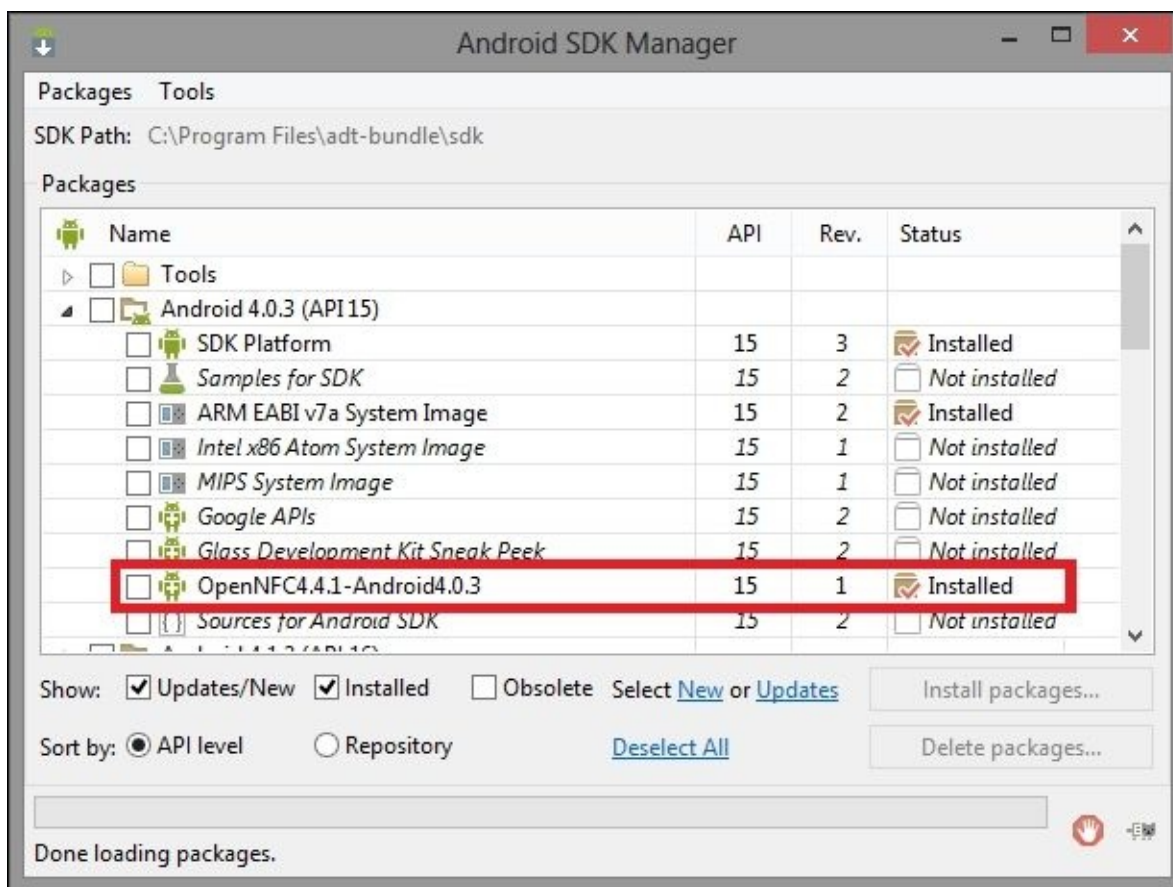 Android SDK Manager
Packages Tools
SDK Path: C:\Program Files\adt-bundle\sdk
Packages
Name API Rev. Status
Tools
Android 4.0.3 (API 15)
SDK Platform 15 3 Installed
Samples for SDK 15 2 Not installed
ARM EABI v7a System Image 15 2 Installed
Intel x86 Atom System Image 15 1 Not installed
MIPS System Image 15 1 Not installed
Google APIs 15 2 Not installed
Glass Development Kit Sneak Peek 15 2 Not installed
OpenNFC4.4.1-Android4.0.3 15 1 Installed
Sources for Android SDK 15 2 Not installed
Show: Updates/New Installed Obsolete Select New or Updates Install packages...
Sort by: API level Repository Deselect All Delete packages...
Done loading packages.